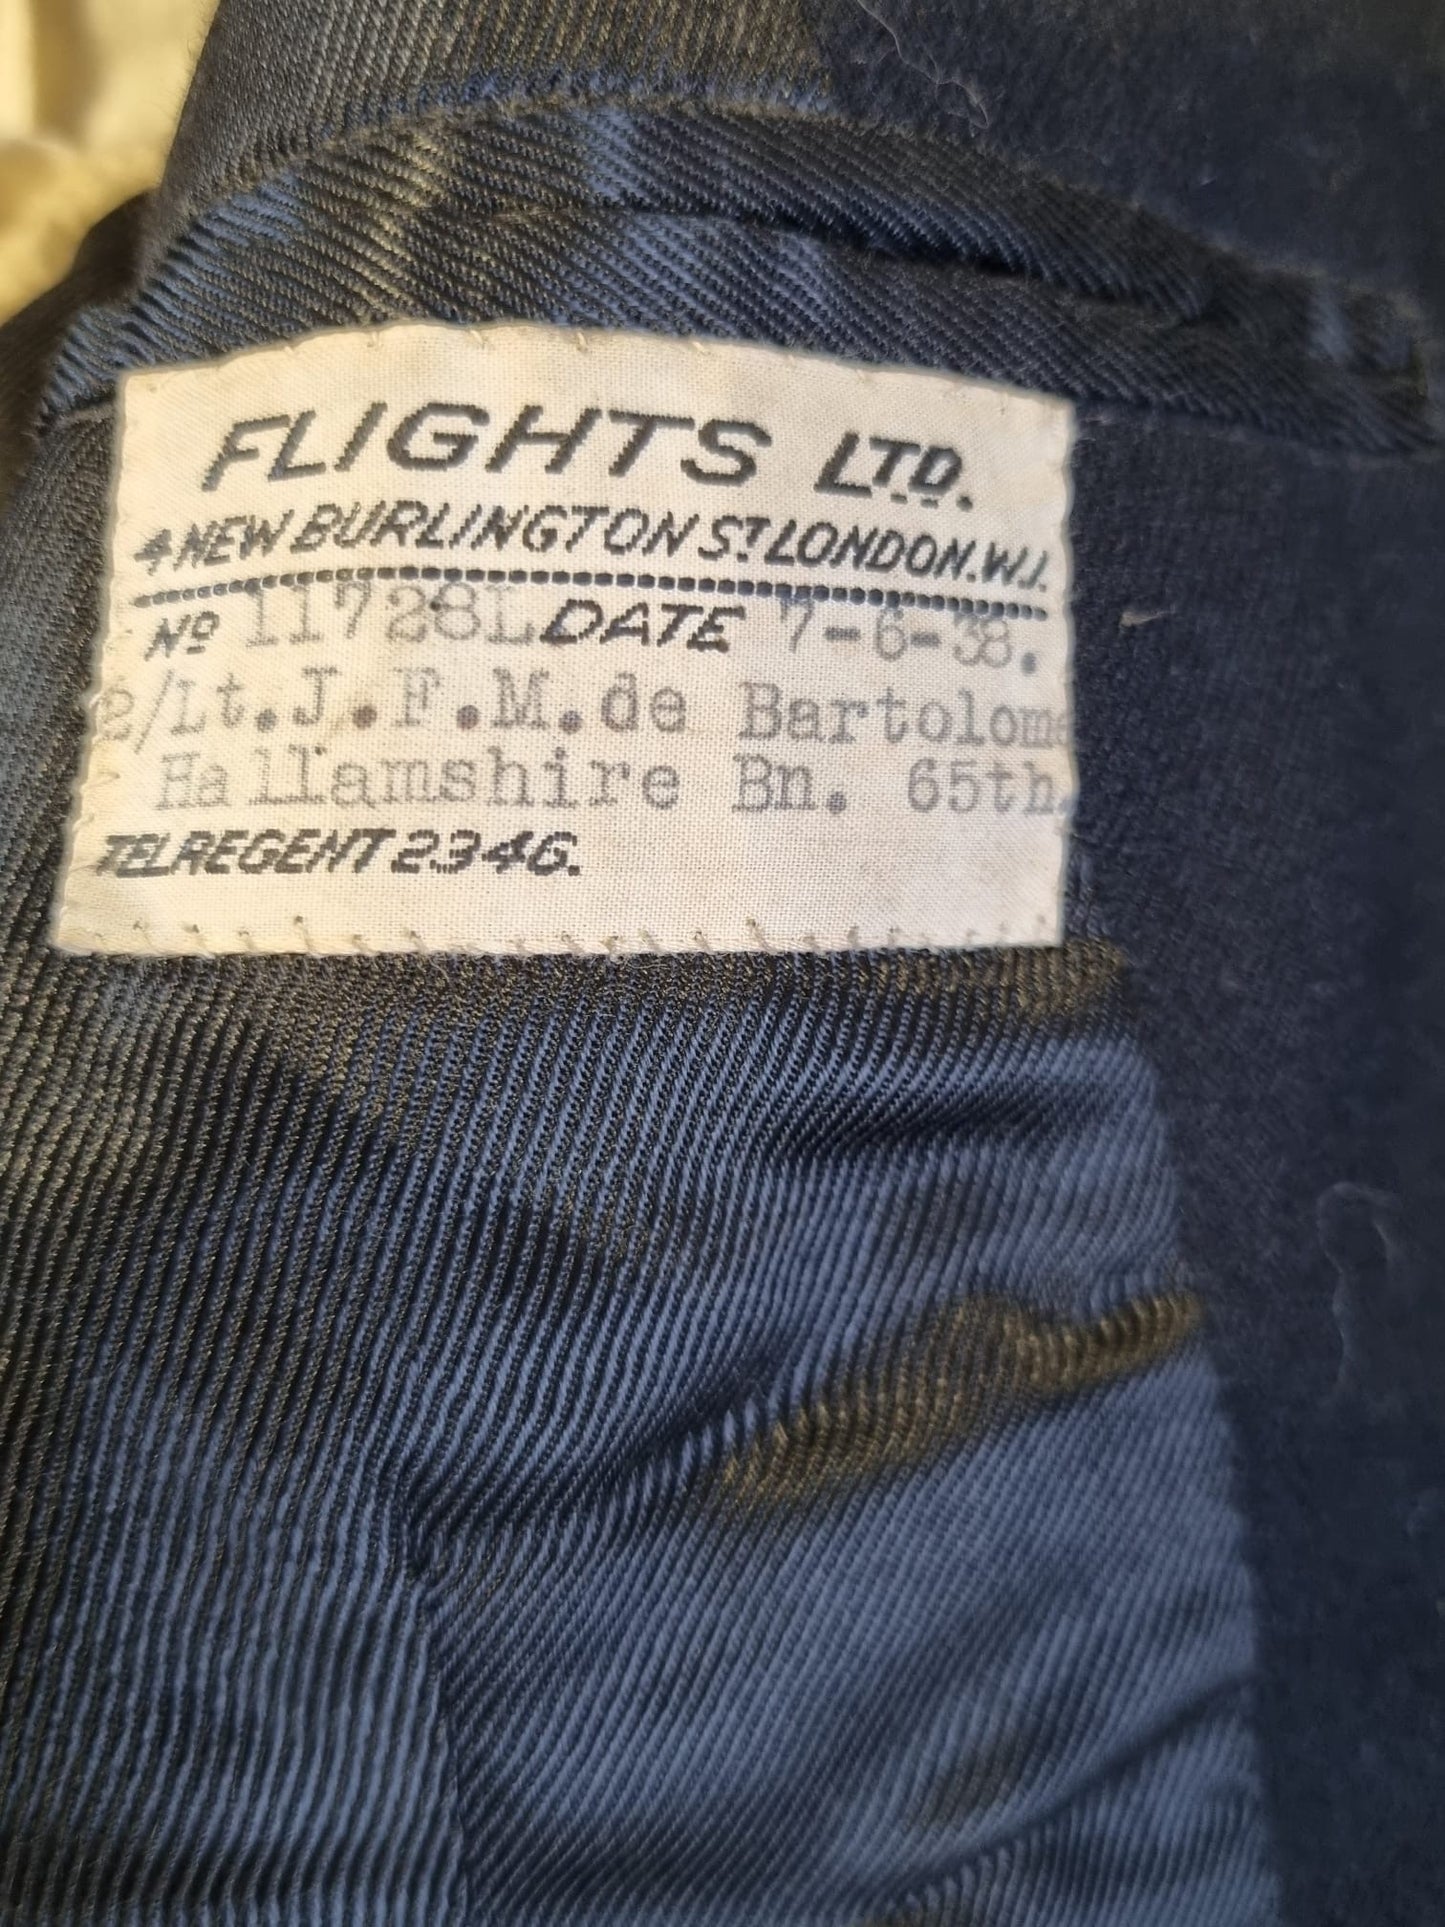 FLIGHTS LTD.
4 NEW BURLINGTON ST. LONDON. W.1.
No 11728L DATE 7-6-38.
2/Lt. J.F.M. de Bartolome
Hallamshire Bn. 65th.
TEL REGENT 2346.